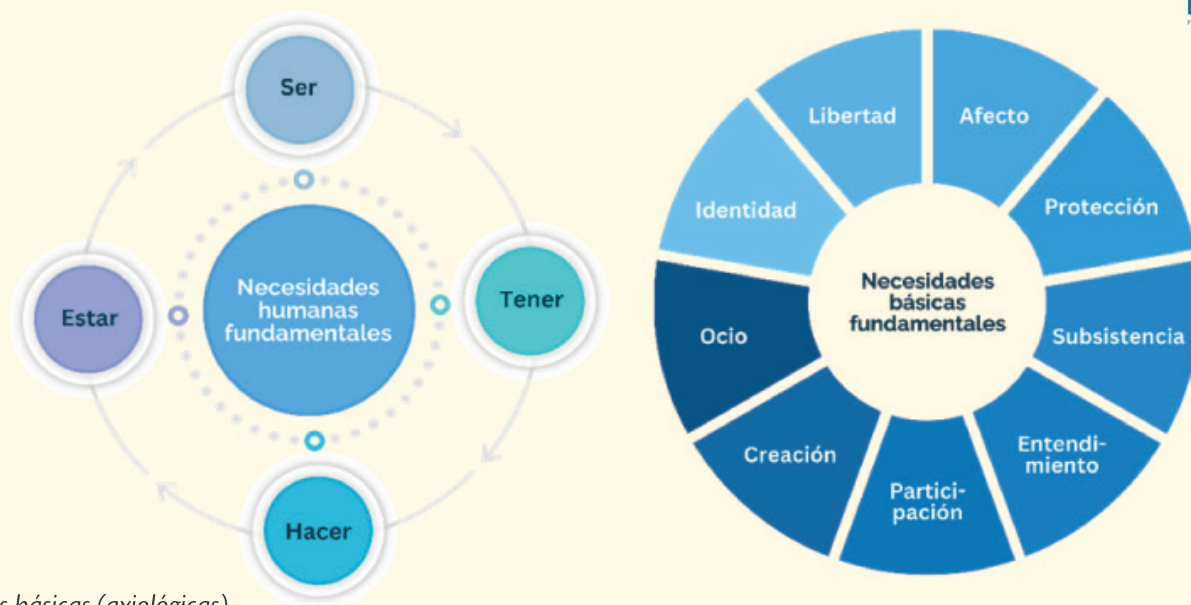 Ser
Tener
Hacer
Estar
Necesidades
humanas
fundamentales
Libertad
Afecto
Protección
Subsistencia
Entendi-
miento
Partici-
pación
Creación
Ocio
Identidad
Necesidades
básicas
fundamentales
básicas (axiológicas)